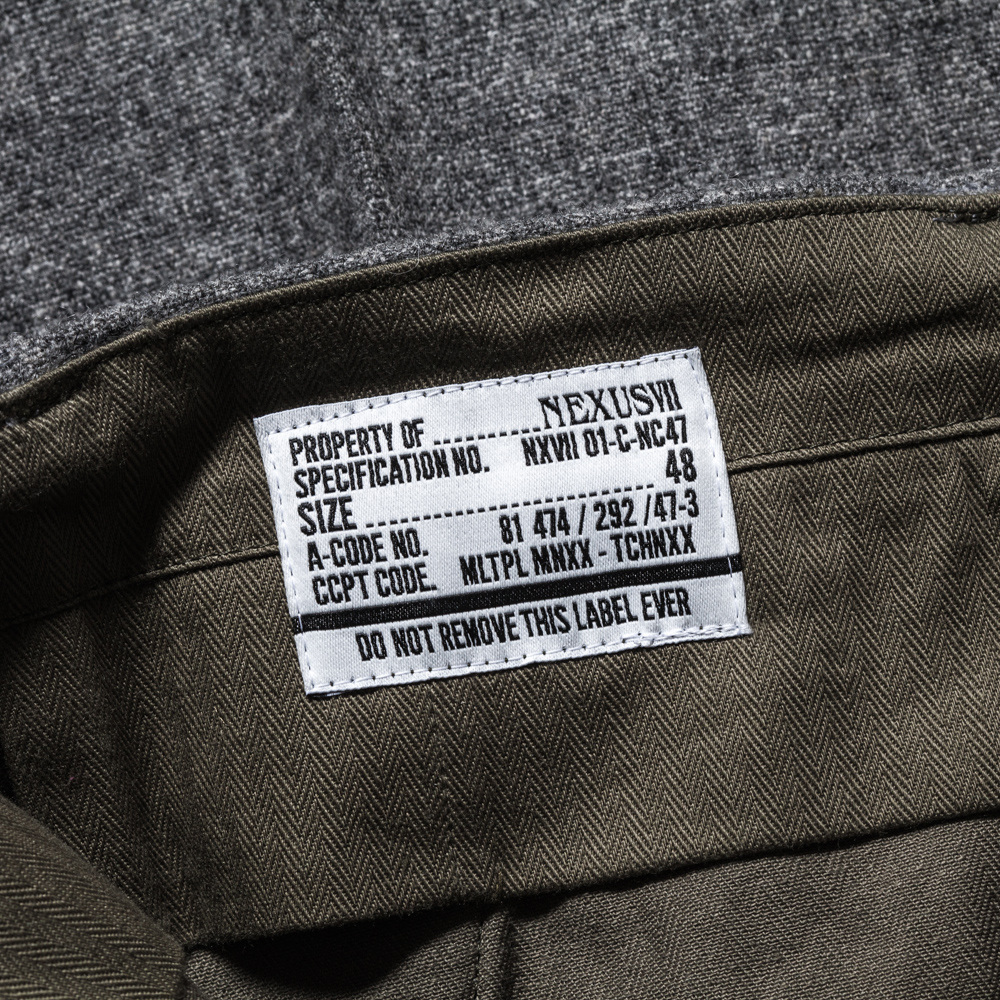 PROPERTY OF ............ NEXUSVII
SPECIFICATION NO. NXVII 01-C-NC47
SIZE ........................................ 48
A-CODE NO. 81 474 / 292 /47-3
CCPT CODE. MLTPL MNXX - TCHNXX
DO NOT REMOVE THIS LABEL EVER